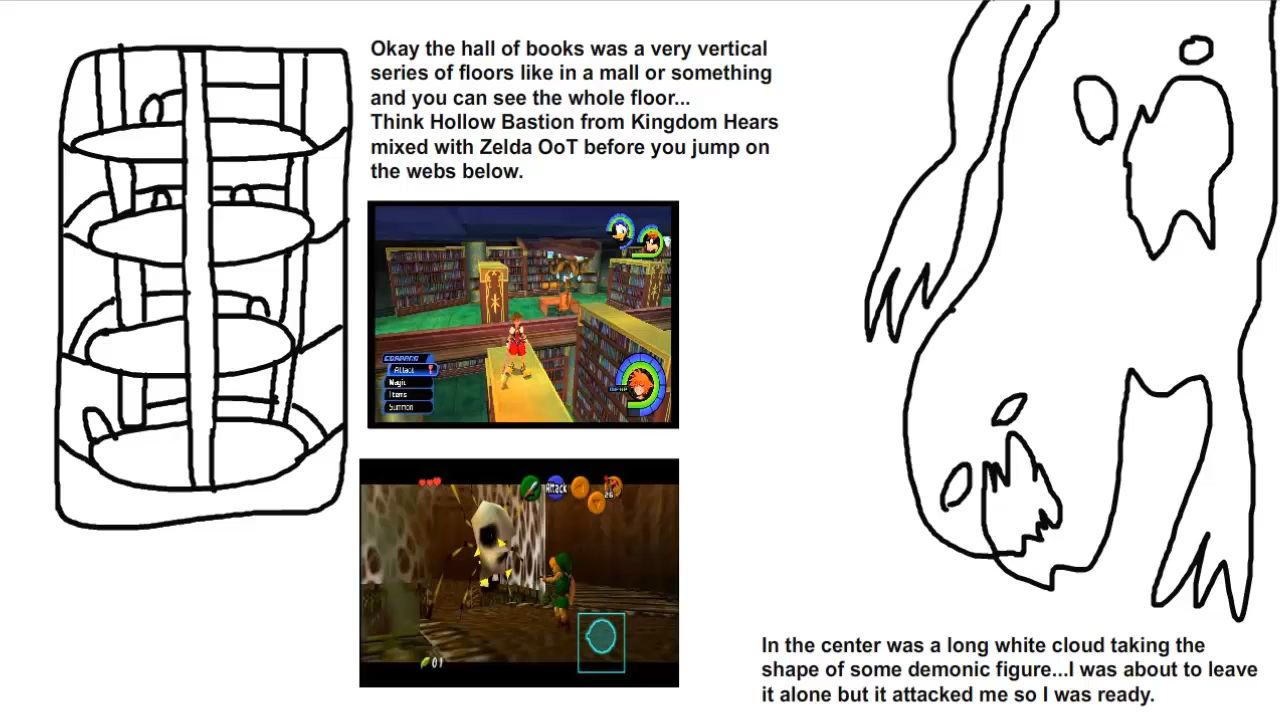 Okay the hall of books was a very vertical
series of floors like in a mall or something
and you can see the whole floor...
Think Hollow Bastion from Kingdom Hears
mixed with Zelda OoT before you jump on
the webs below.
COMMAND
Attack
Magic
Items
Summon
Attack
26
01
In the center was a long white cloud taking the
shape of some demonic figure...I was about to leave
it alone but it attacked me so I was ready.